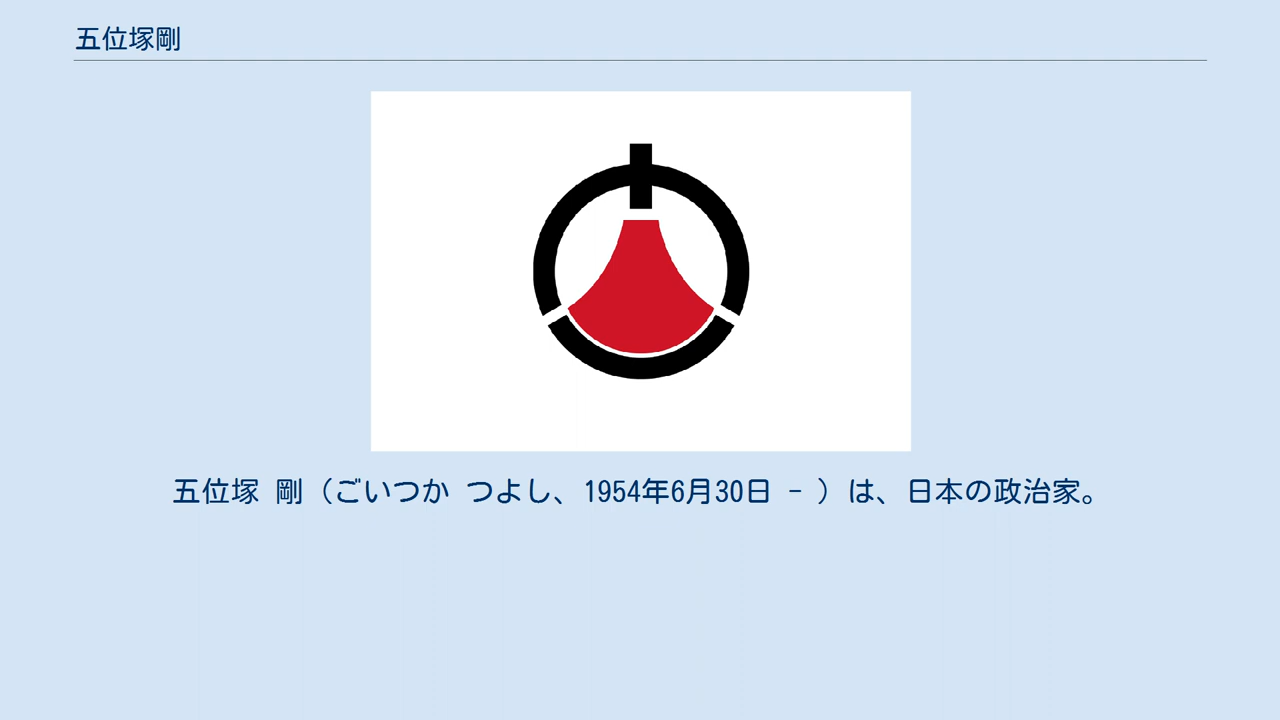 五位塚剛
五位塚 剛（ごいつか つよし、1954年6月30日 - ）は、日本の政治家。